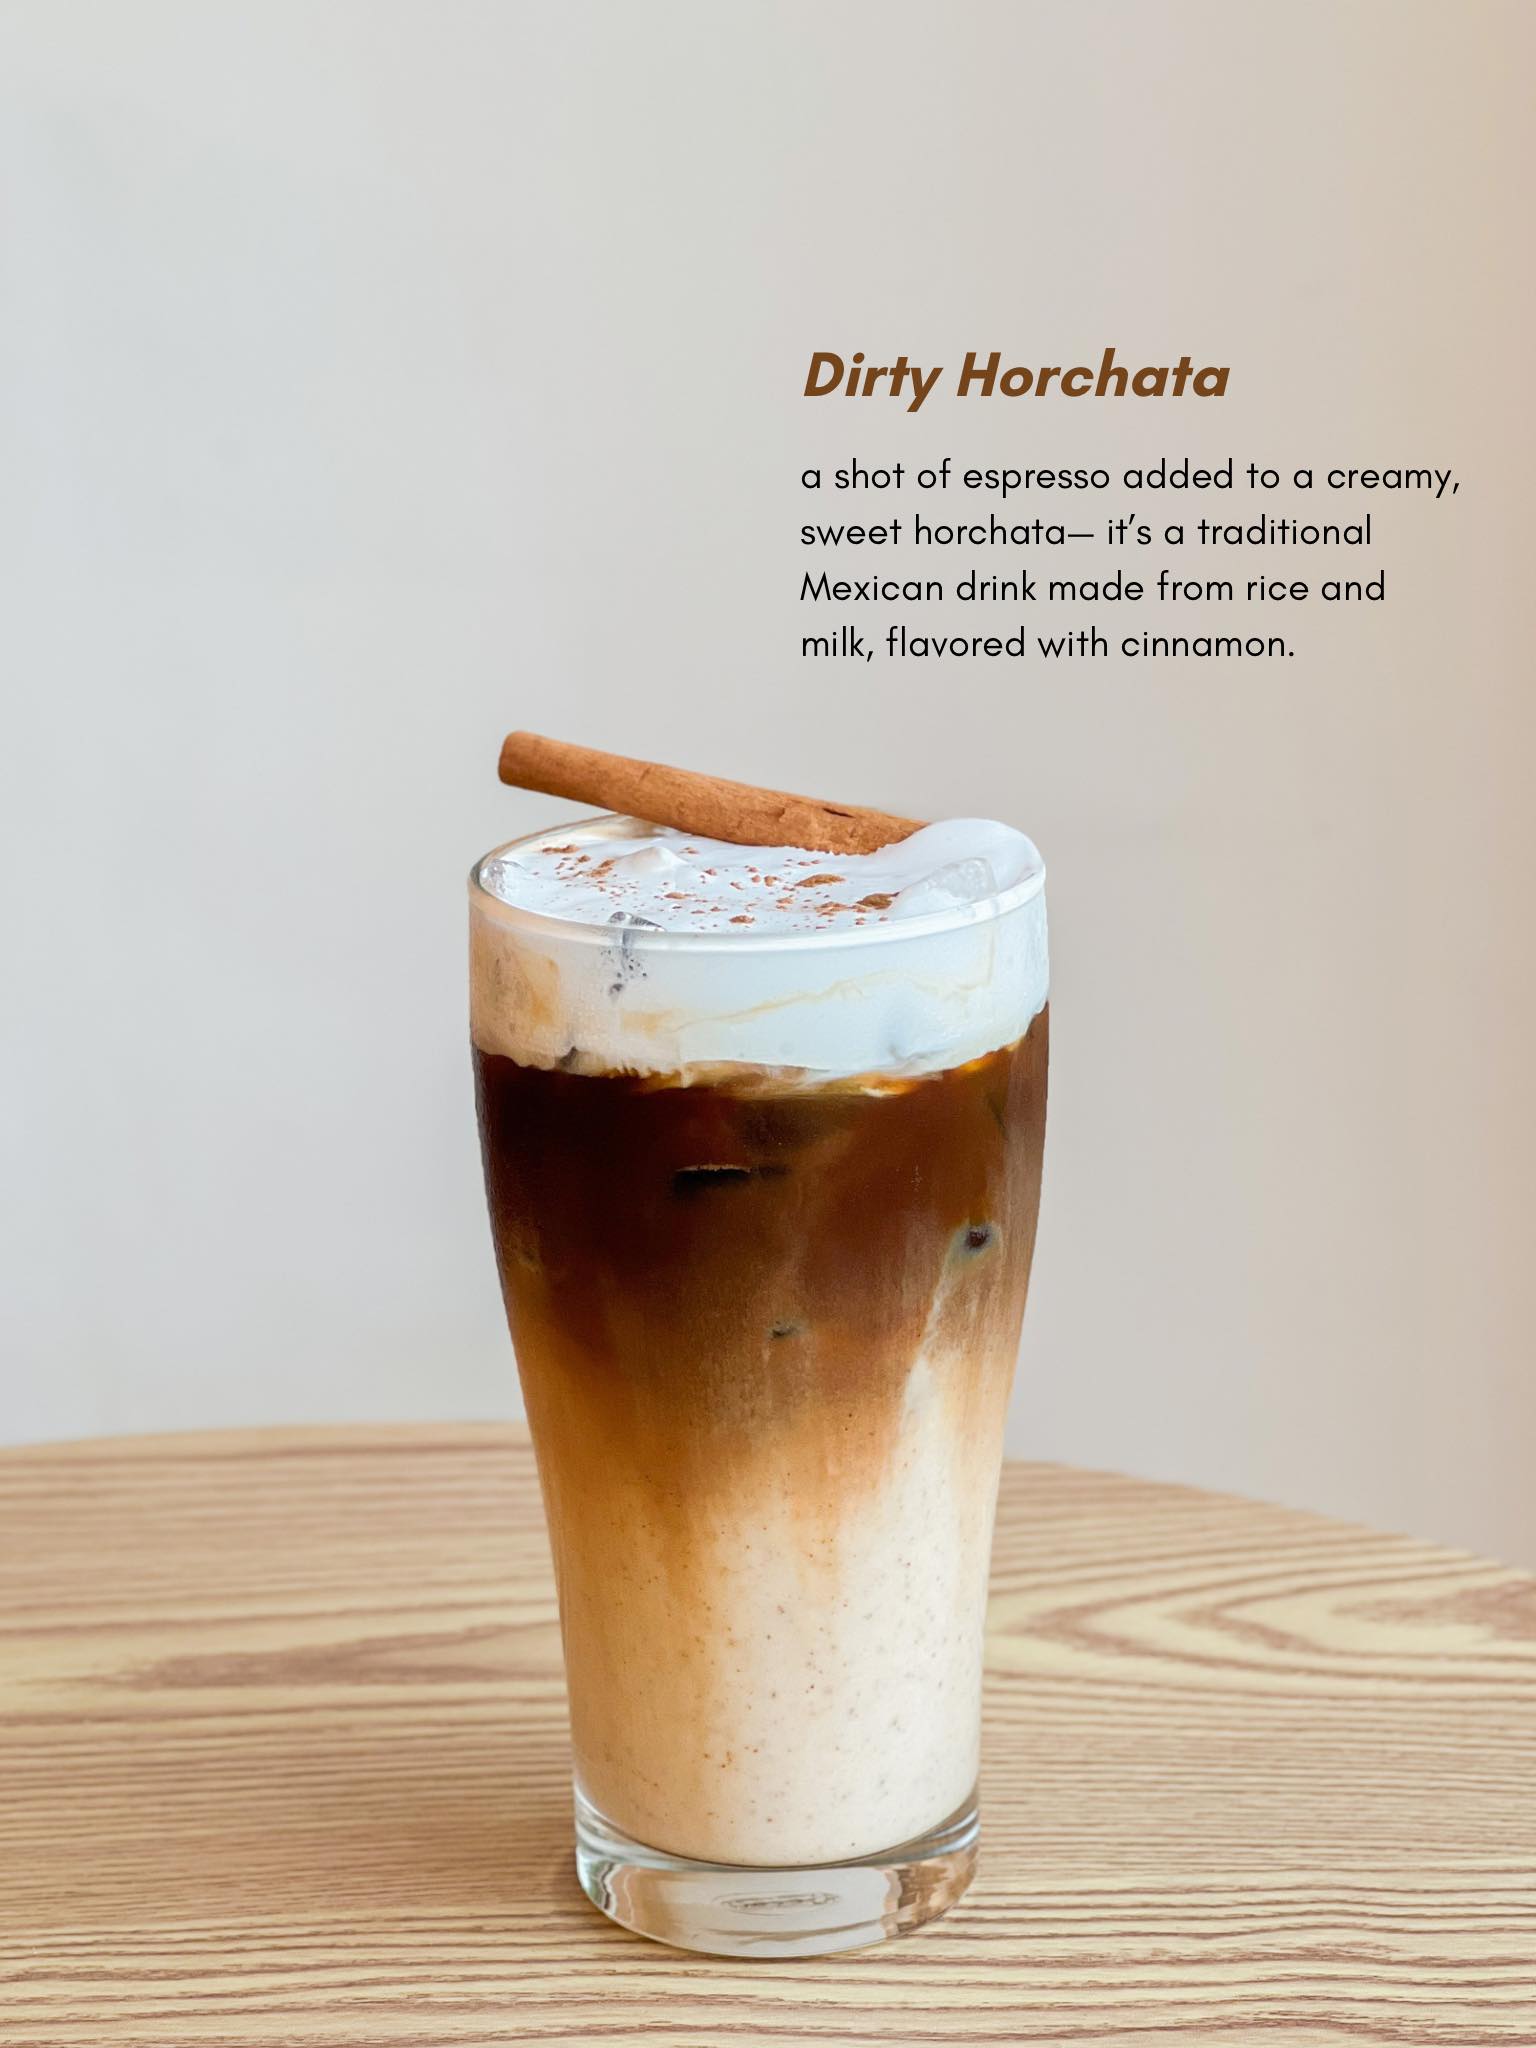 Dirty Horchata
a shot of espresso added to a creamy,
sweet horchata— it’s a traditional
Mexican drink made from rice and
milk, flavored with cinnamon.